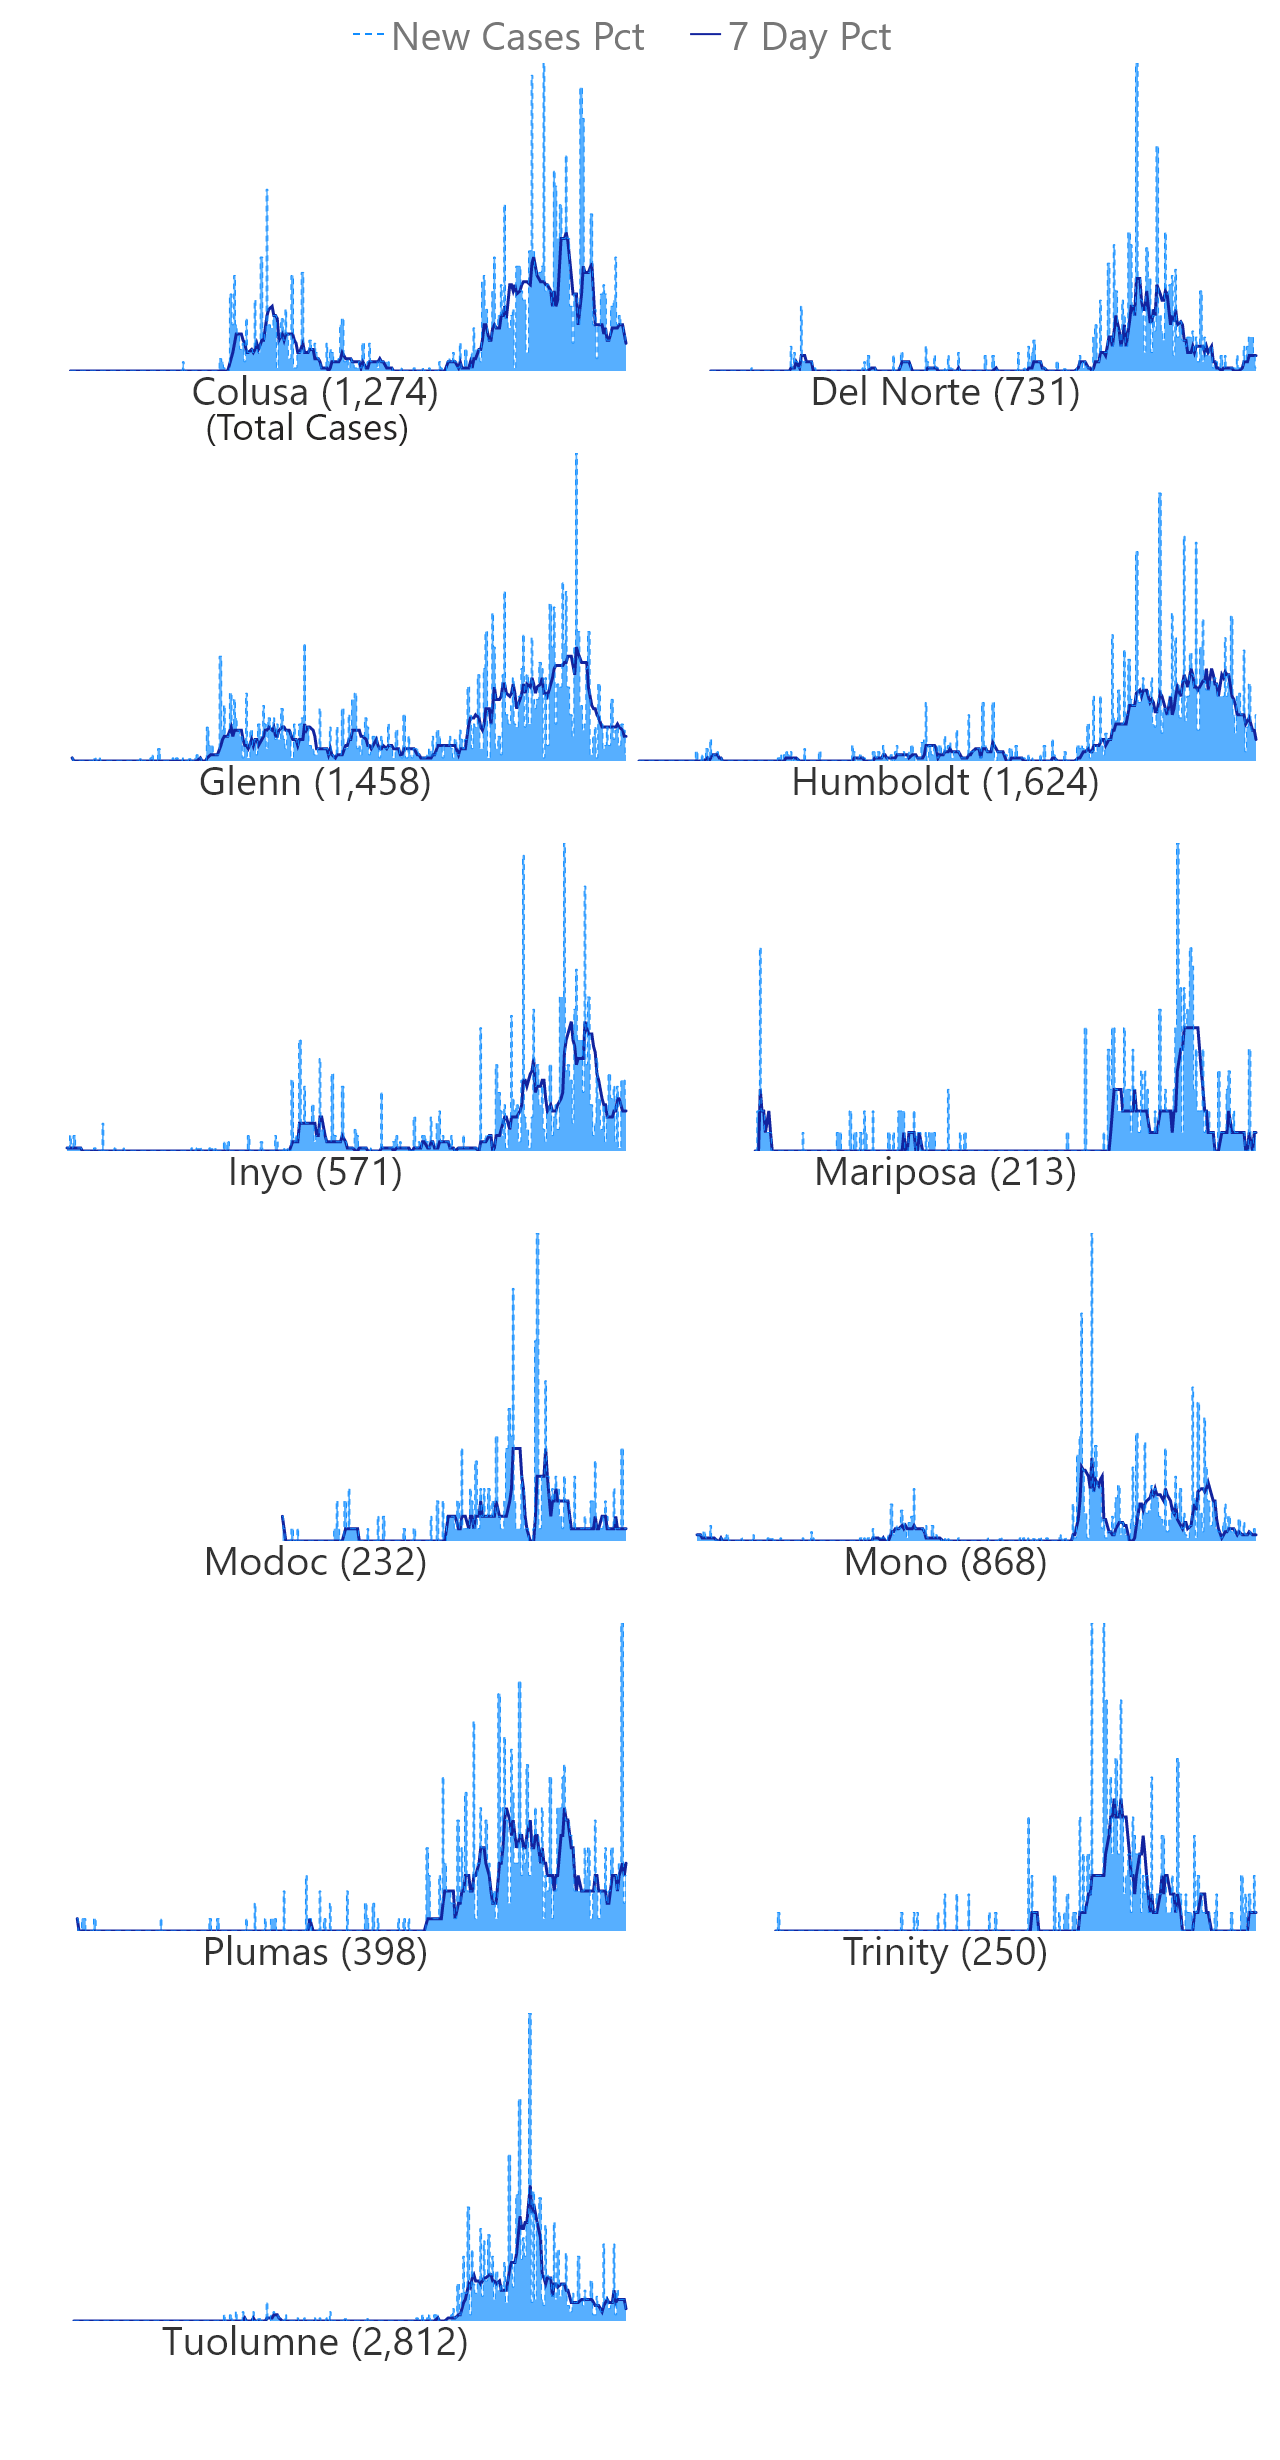 New Cases Pct 7 Day Pct
Colusa (1,274) Del Norte (731)
(Total Cases)
Glenn (1,458) Humboldt (1,624)
Inyo (571) Mariposa (213)
Modoc (232) Mono (868)
Plumas (398) Trinity (250)
Tuolumne (2,812)